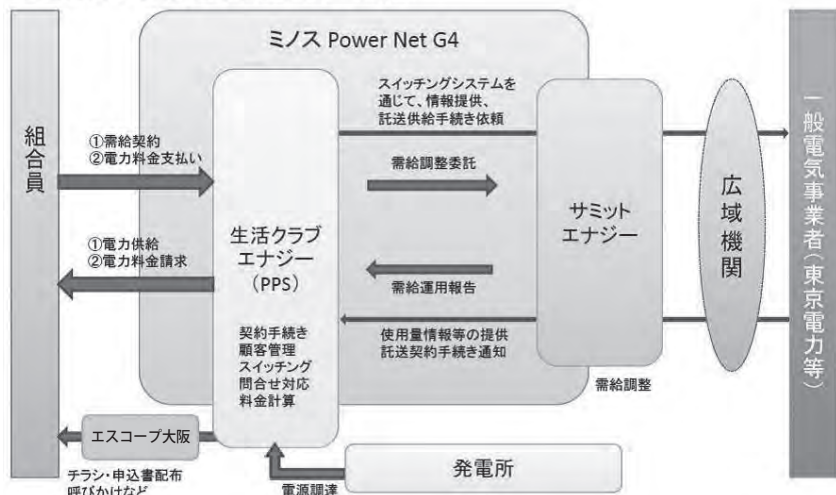 ミノス Power Net G4
組合員
①需給契約
②電力料金支払い
①電力供給
②電力料金請求
生活クラブ
エナジー
(PPS)
契約手続き
顧客管理
スイッチング
問合せ対応
料金計算
スイッチングシステムを
通じて、情報提供、
託送供給手続き依頼
需給調整委託
需給運用報告
使用量情報等の提供
託送契約手続き通知
サミット
エナジー
需給調整
広域機関
一般電気事業者(東京電力等)
エスコープ大阪
チラシ・申込書配布
呼びかけなど
電源調達
発電所